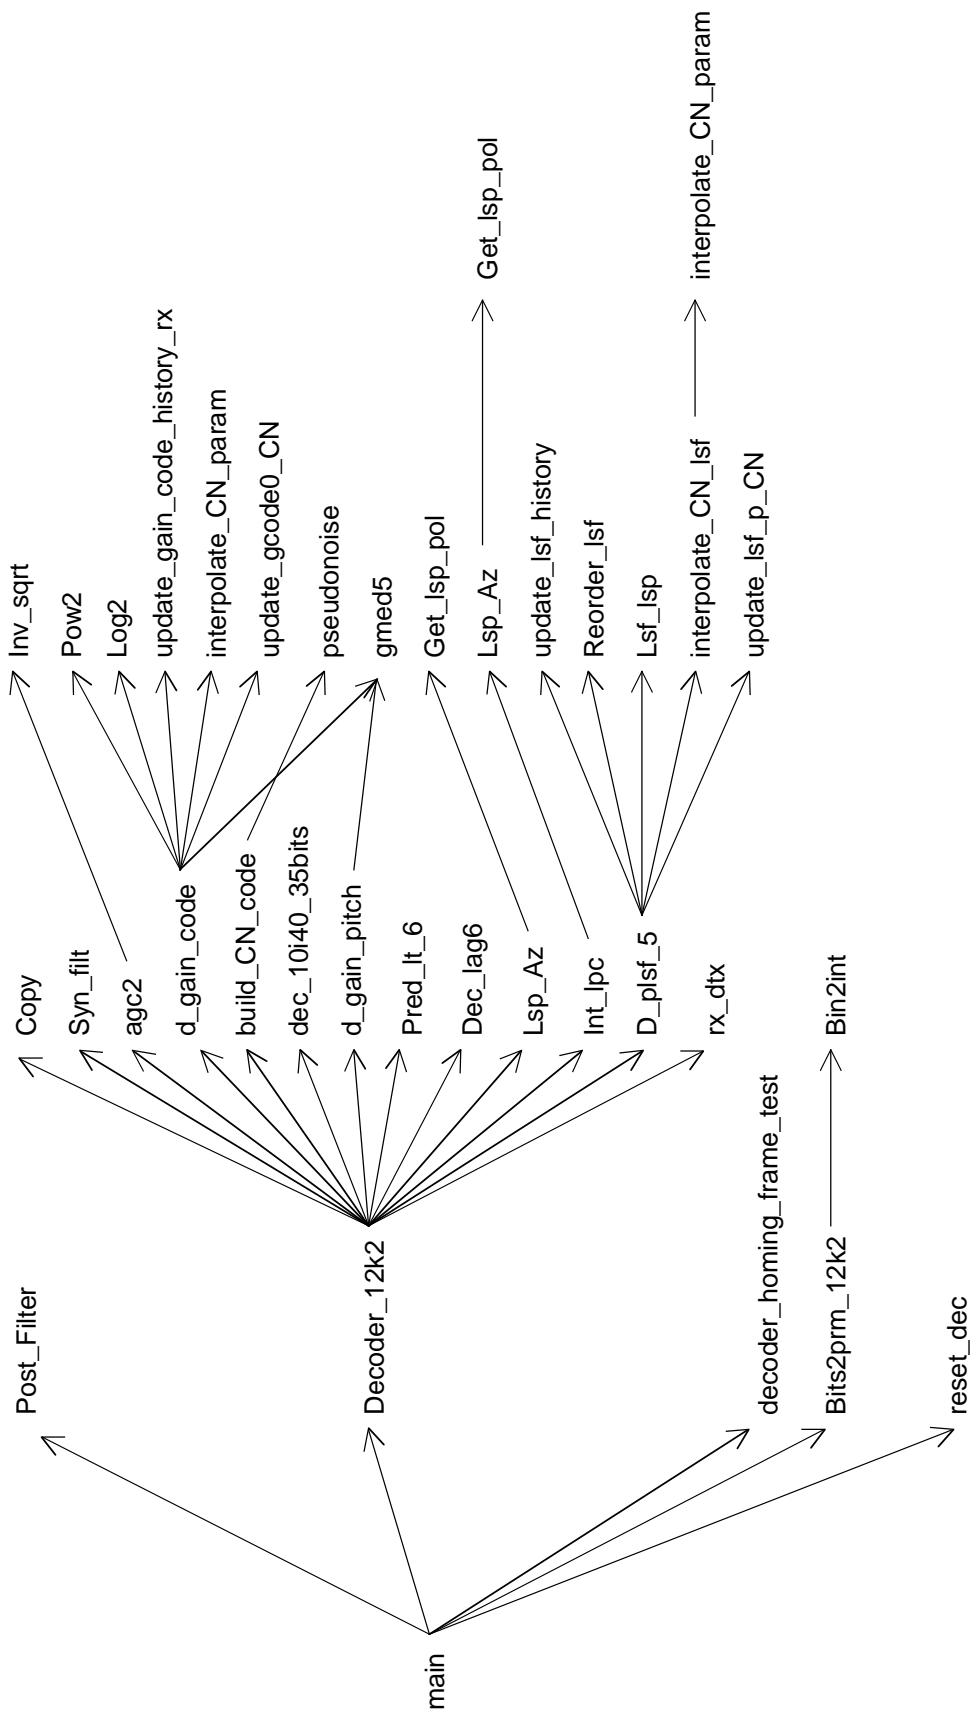 main
Post_Filter
Decoder_12k2
decoder_homing_frame_test
Bits2prm_12k2
reset_dec
Copy
Syn_filt
agc2
d_gain_code
build_CN_code
dec_10i40_35bits
d_gain_pitch
Pred_lt_6
Dec_lag6
Lsp_Az
Int_lpc
D_plsf_5
rx_dtx
Bin2int
Inv_sqrt
Pow2
Log2
update_gain_code_history_rx
interpolate_CN_param
update_gcode0_CN
pseudonoise
gmed5
Get_lsp_pol
Lsp_Az
update_lsf_history
Reorder_lsf
Lsf_lsp
interpolate_CN_lsf
update_lsf_p_CN
Get_lsp_pol
interpolate_CN_param